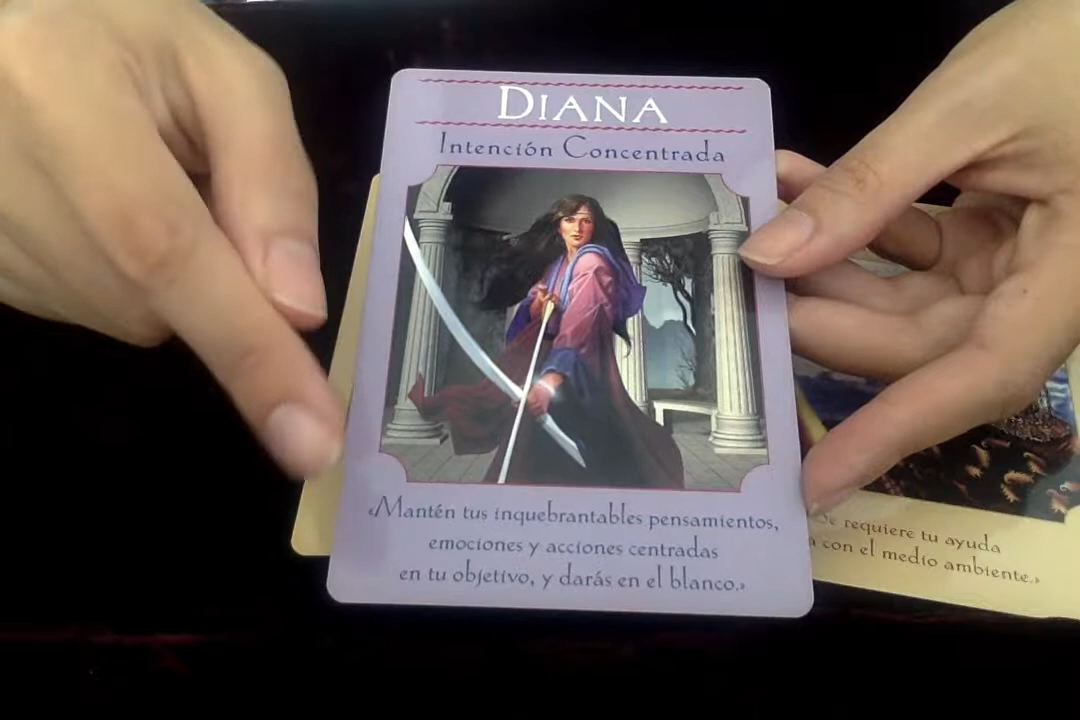 DIANA
Intención Concentrada
«Mantén tus inquebrantables pensamientos,
emociones y acciones centradas
en tu objetivo, y darás en el blanco.»
Se requiere tu ayuda
con el medio ambiente.»